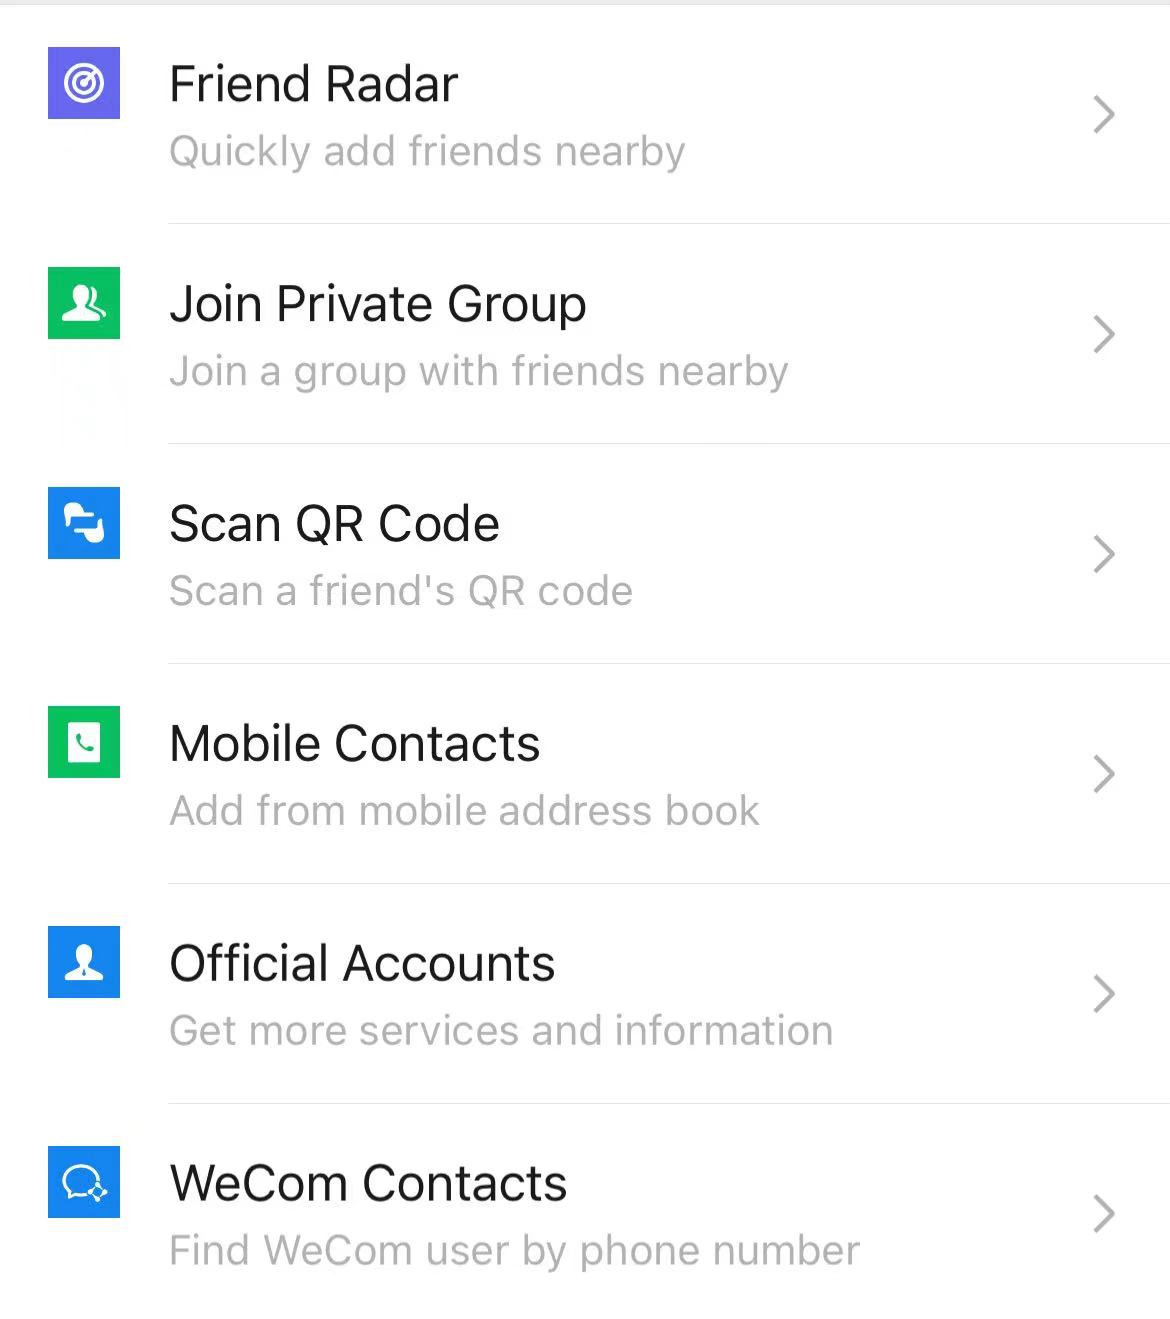 Friend Radar
Quickly add friends nearby
Join Private Group
Join a group with friends nearby
Scan QR Code
Scan a friend's QR code
Mobile Contacts
Add from mobile address book
Official Accounts
Get more services and information
WeCom Contacts
Find WeCom user by phone number